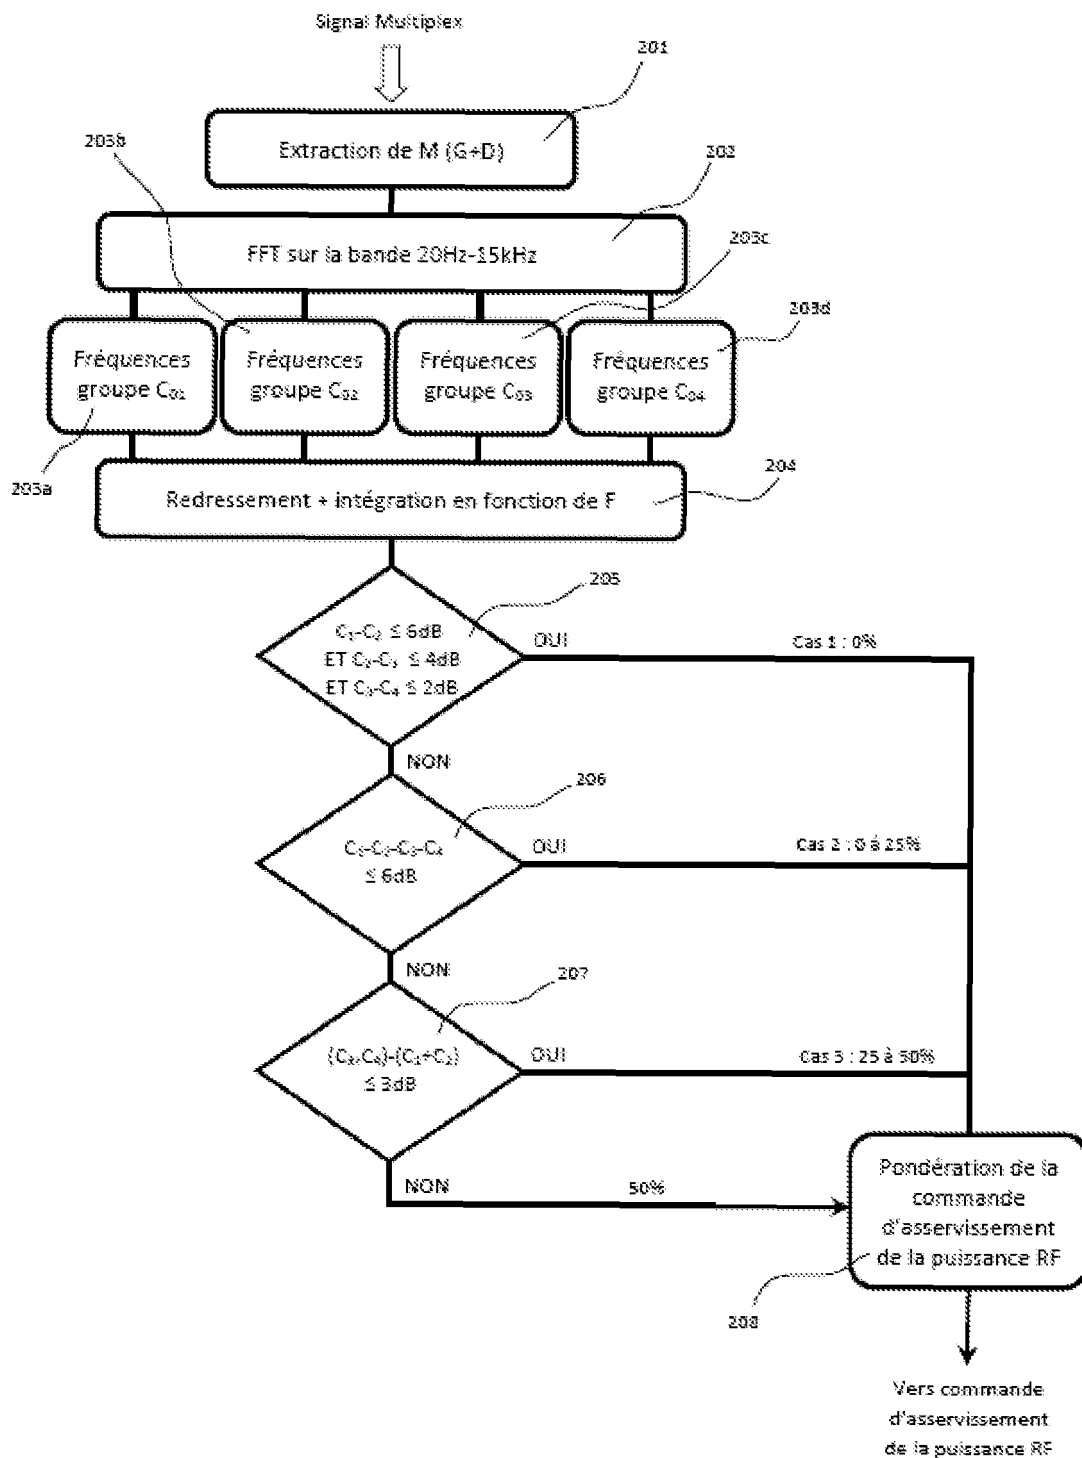 Signal Multiplex
201
Extraction de M (G+D)
203b
202
FFT sur la bande 20Hz-15kHz
203c
203d
Fréquences
groupe C₀₁
Fréquences
groupe C₀₂
Fréquences
groupe C₀₃
Fréquences
groupe C₀₄
203a
204
Redressement + intégration en fonction de F
205
C₁-C₂ ≤ 6dB
ET C₂-C₃ ≤ 4dB
ET C₃-C₄ ≤ 2dB
OUI
Cas 1 : 0%
NON
206
≤ 6dB
OUI
Cas 2 : 0 à 25%
NON
207
≤ 3dB
OUI
Cas 3 : 25 à 50%
NON
50%
Pondération de la
commande
d'asservissement
de la puissance RF
208
Vers commande
d'asservissement
de la puissance RF